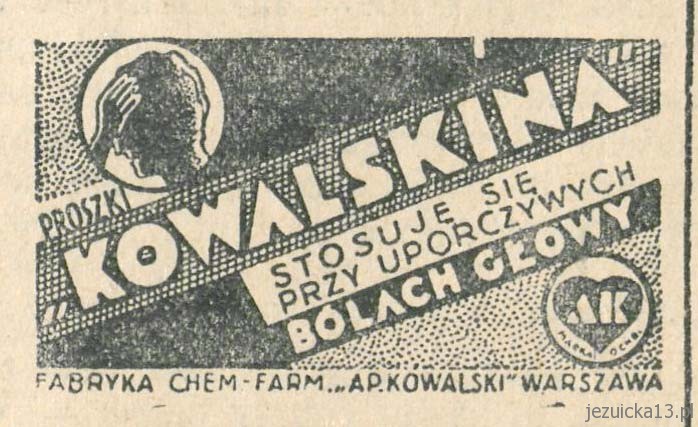 PROSZKI
„KOWALSKINA"
STOSUJE SIĘ
PRZY UPORCZYWYCH
BÓLACH GŁOWY
AK
MARKA OCHR.
FABRYKA CHEM-FARM. „AP. KOWALSKI" WARSZAWA
jezuicka13.pl